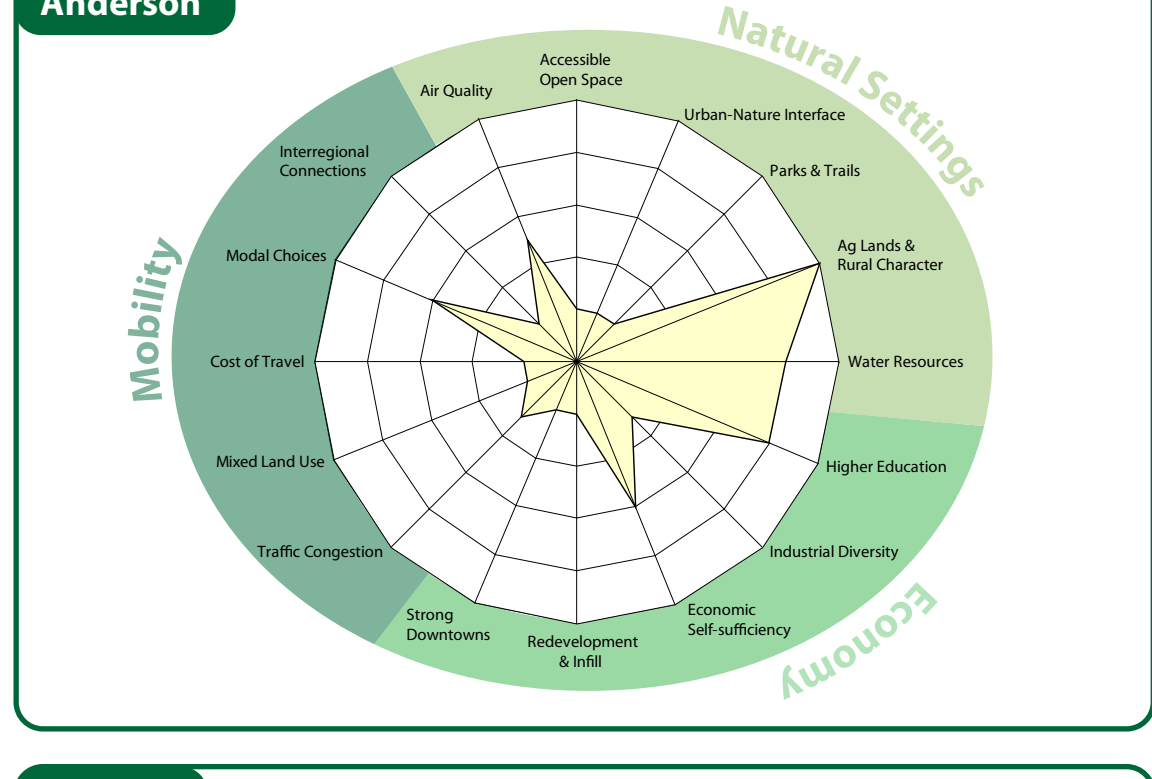 Anderson
Natural Settings
Accessible
Open Space
Air Quality
Urban-Nature Interface
Interregional
Connections
Parks & Trails
Mobility
Modal Choices
Ag Lands &
Rural Character
Cost of Travel
Water Resources
Mixed Land Use
Higher Education
Traffic Congestion
Industrial Diversity
Economy
Strong
Downtowns
Redevelopment
& Infill
Economic
Self-sufficiency